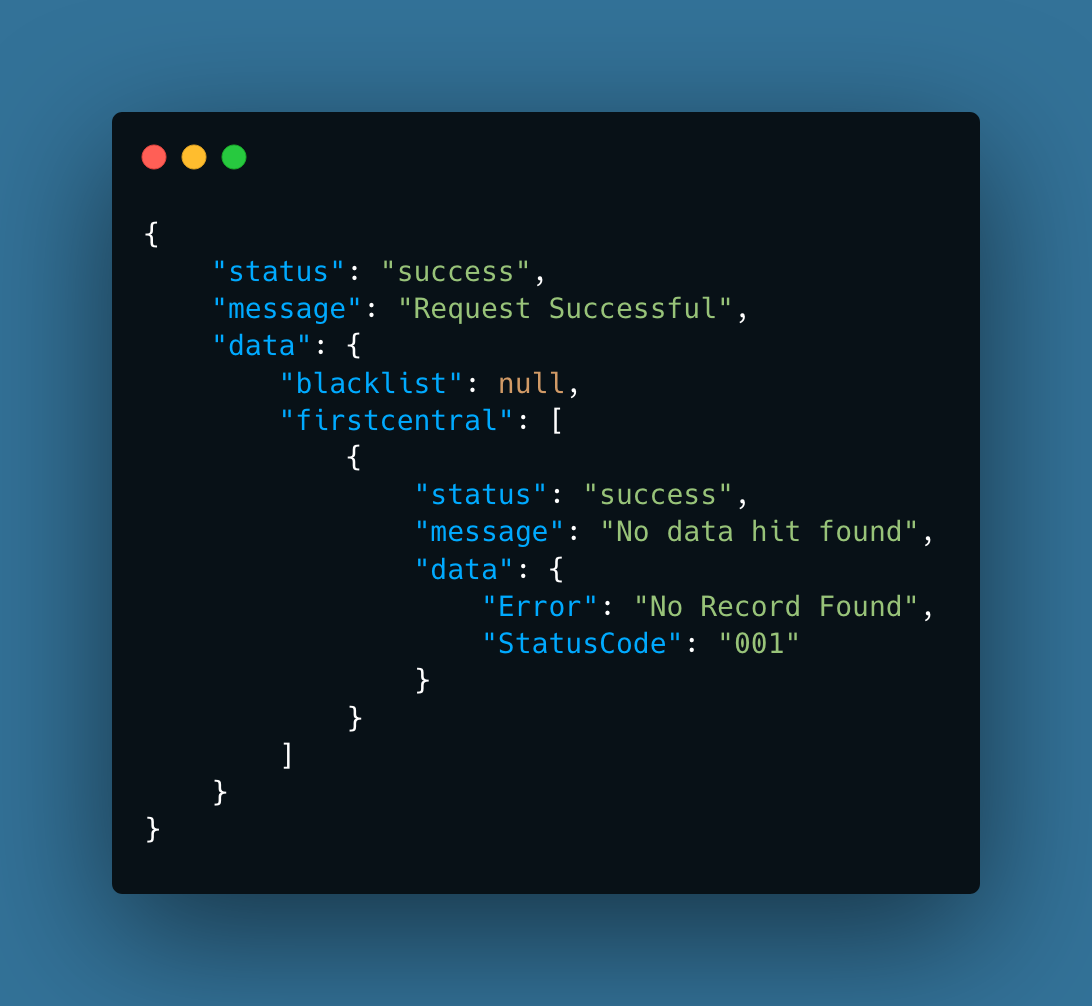 {
    "status": "success",
    "message": "Request Successful",
    "data": {
        "blacklist": null,
        "firstcentral": [
            {
                "status": "success",
                "message": "No data hit found",
                "data": {
                    "Error": "No Record Found",
                    "StatusCode": "001"
                }
            }
        ]
    }
}